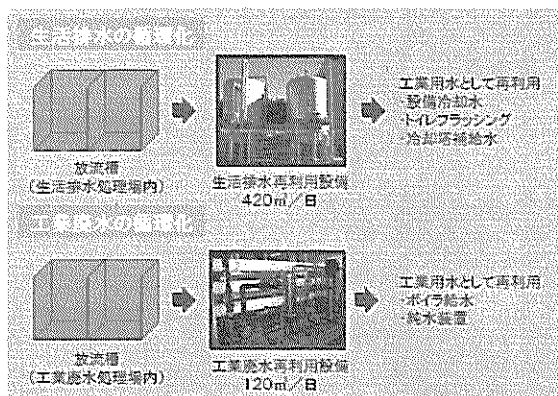 生活排水の循環化
放流槽
(生活排水処理場内)
生活排水再利用設備
420㎥/日
工業用水として再利用
・設備冷却水
・トイレフラッシング
・冷却塔補給水
工業廃水の循環化
放流槽
(工業廃水処理場内)
工業廃水再利用設備
120㎥/日
工業用水として再利用
・ボイラ給水
・純水装置